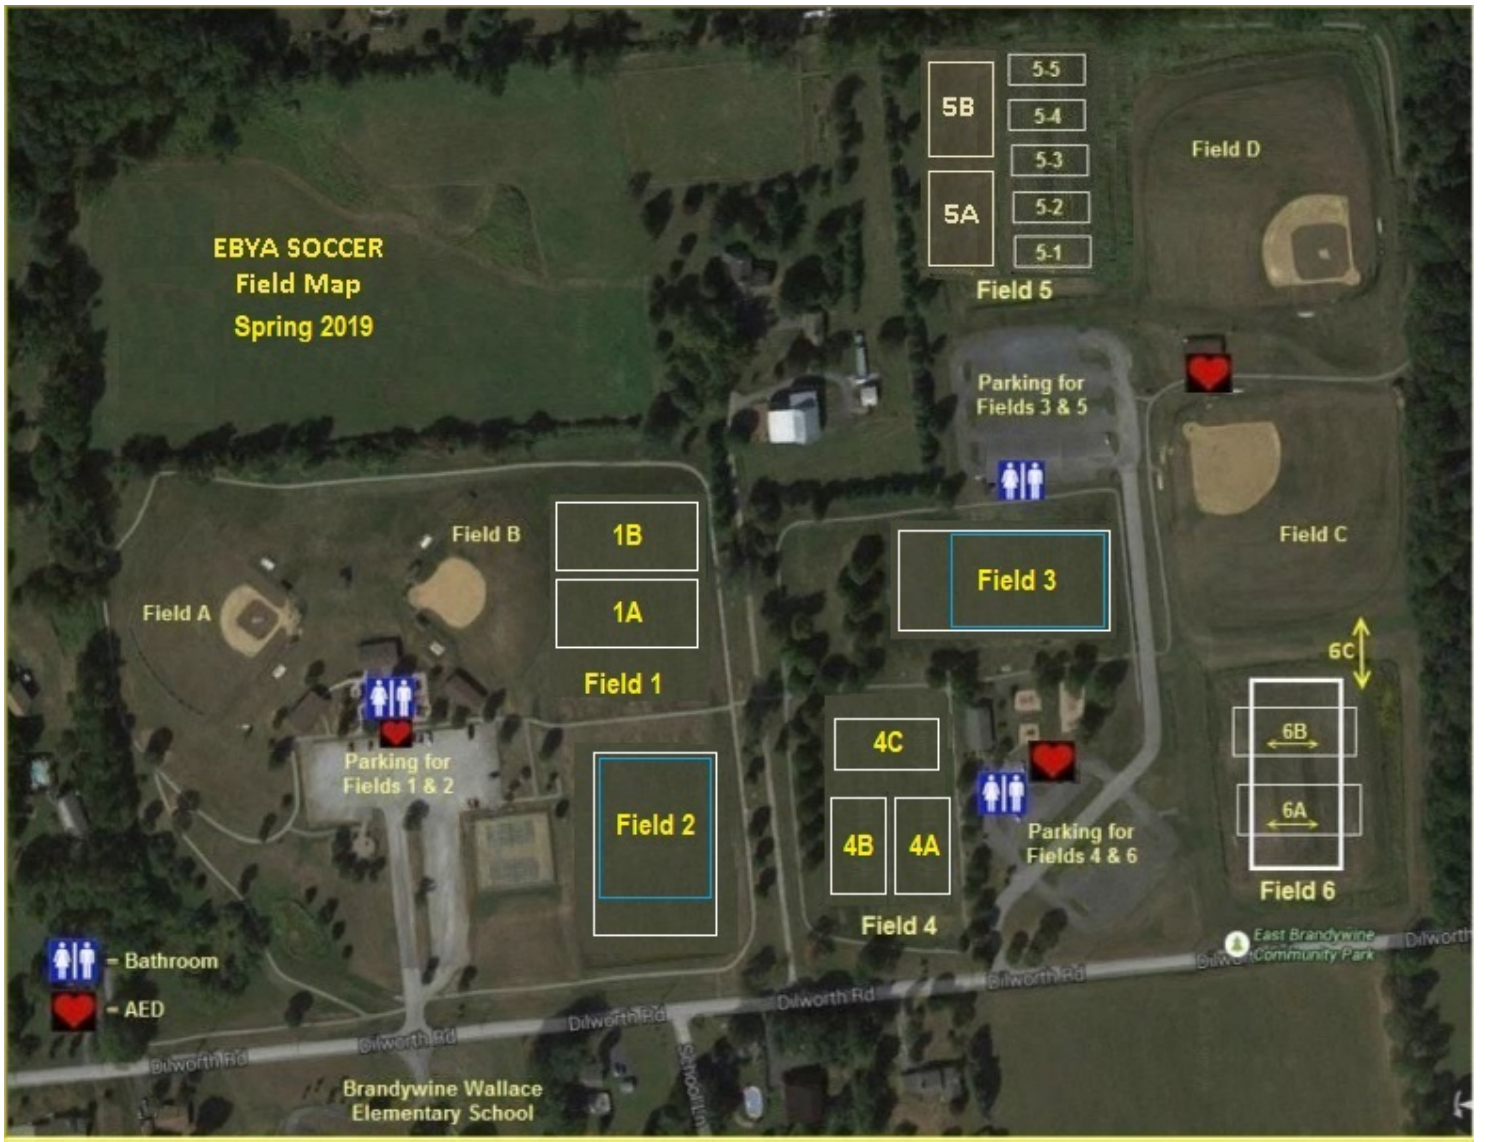 EBYA SOCCER
Field Map
Spring 2019
5B
5A
5-5
5-4
5-3
5-2
5-1
Field 5
Field D
Parking for
Fields 3 & 5
Field B
Field A
1B
1A
Field 1
Field 3
Field C
6C
6B
6A
Field 6
4C
4B
4A
Field 4
Parking for
Fields 4 & 6
Parking for
Fields 1 & 2
Field 2
= Bathroom
= AED
East Brandywine
Community Park
Dilworth Rd
Dilworth Rd
Dilworth Rd
Dilworth Rd
Dilworth Rd
Dilworth
School Ln
Brandywine Wallace
Elementary School